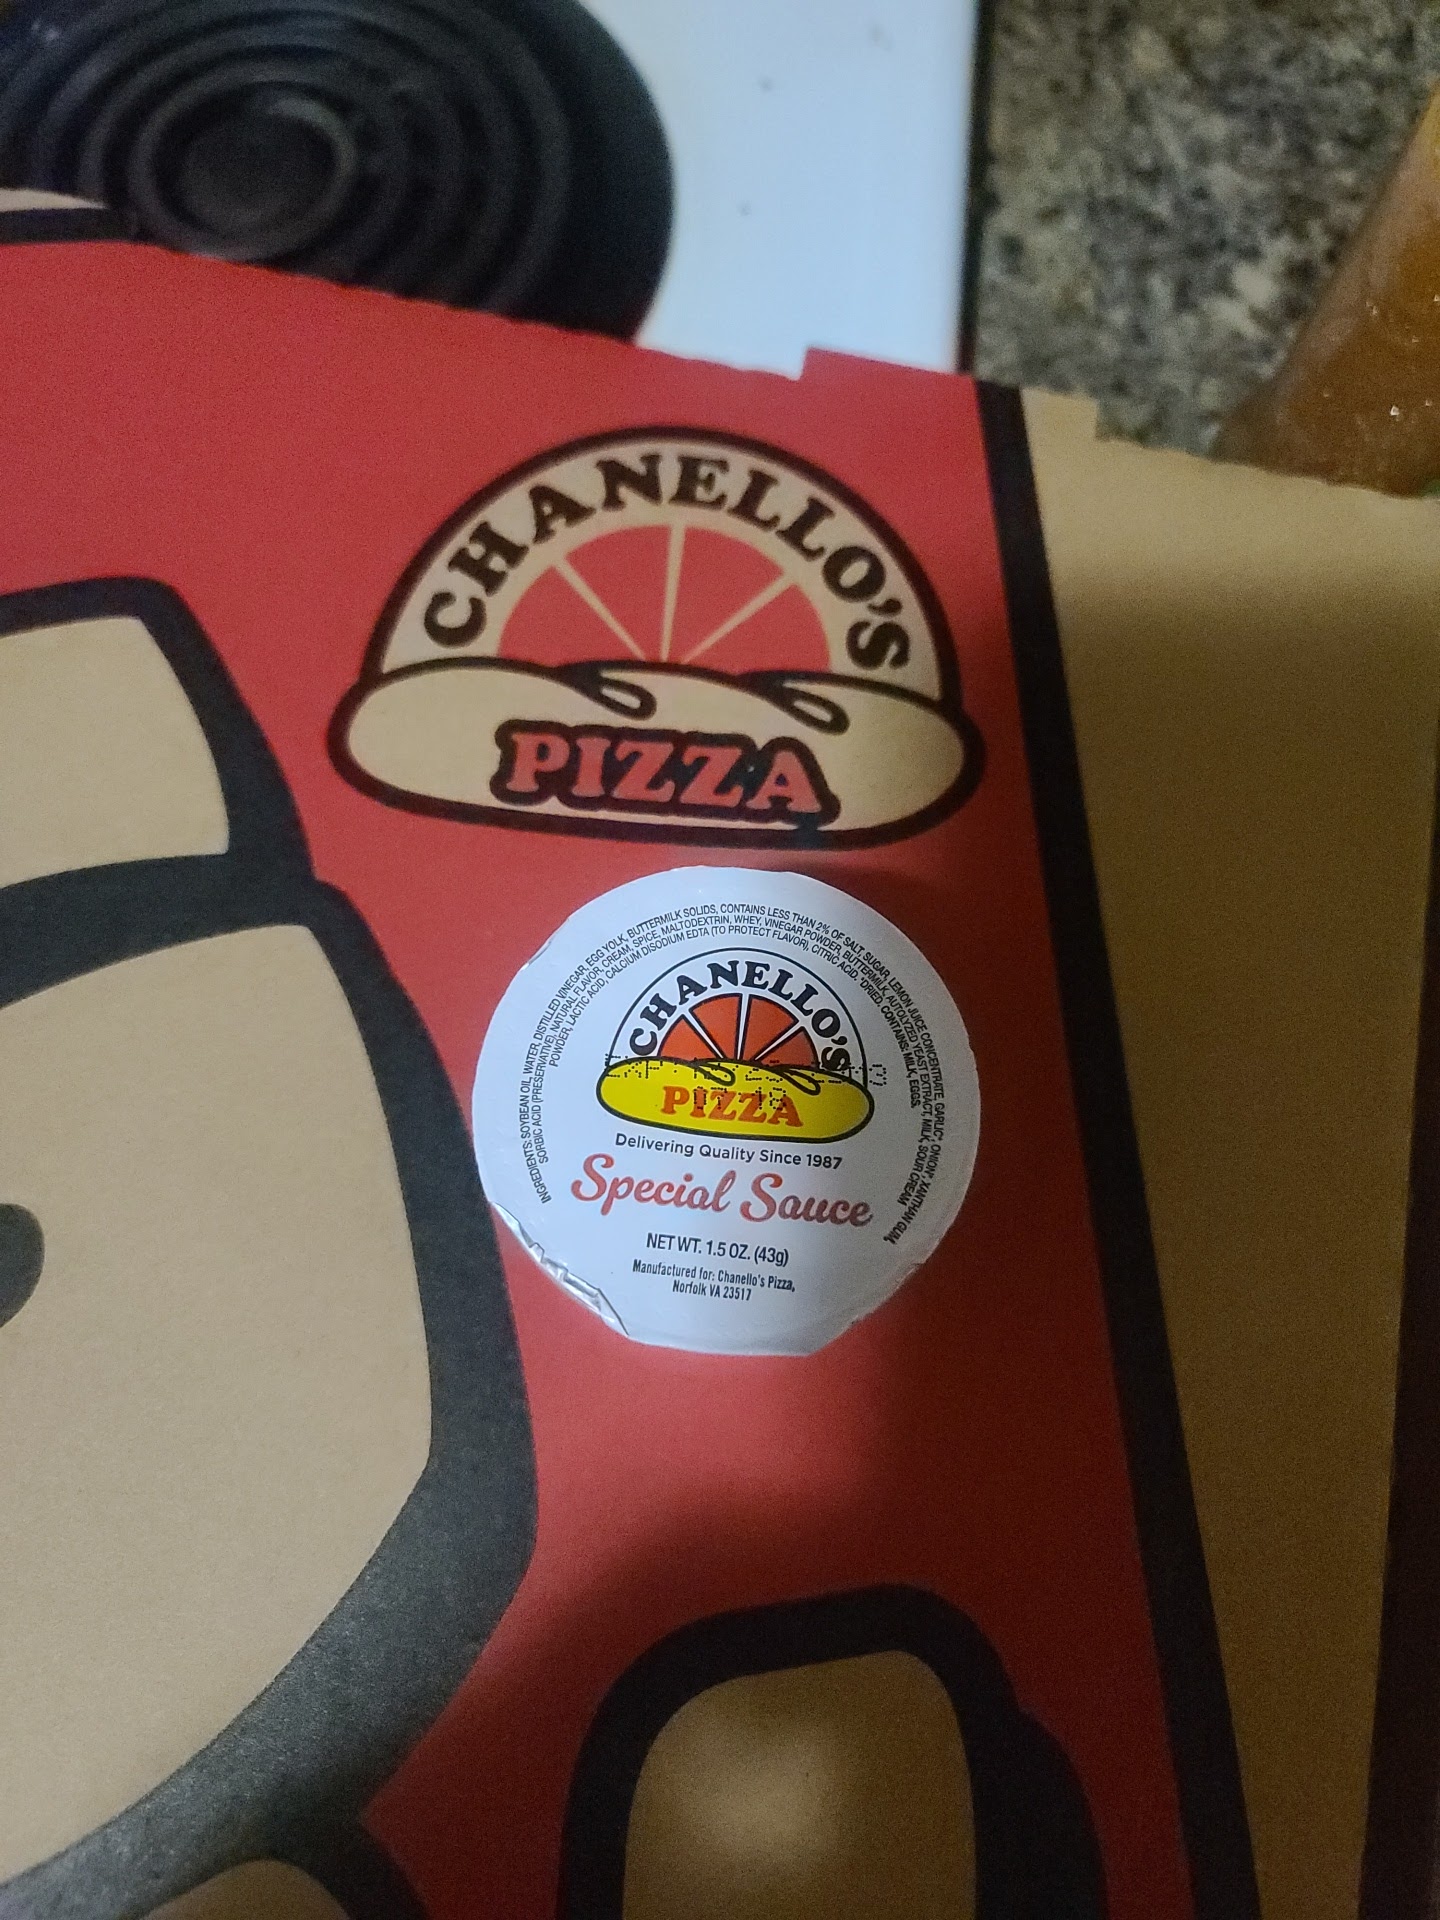 CHANELLO'S
PIZZA
INGREDIENTS: SOYBEAN OIL, WATER, DISTILLED VINEGAR, EGG YOLK, BUTTERMILK SOLIDS, CONTAINS LESS THAN 2% OF SALT, SUGAR, LEMON JUICE CONCENTRATE, GARLIC*, ONION*, XANTHAN GUM,
SORBIC ACID (PRESERVATIVE), NATURAL FLAVOR, CREAM, SPICE, MALTODEXTRIN, WHEY, VINEGAR POWDER, BUTTERMILK, AUTOLYZED YEAST EXTRACT, MILK, SOUR CREAM
POWDER, LACTIC ACID, CALCIUM DISODIUM EDTA (TO PROTECT FLAVOR), CITRIC ACID. *DRIED. CONTAINS: MILK, EGGS.
CHANELLO'S
PIZZA
Delivering Quality Since 1987
Special Sauce
NET WT. 1.5 OZ. (43g)
Manufactured for: Chanello's Pizza,
Norfolk VA 23517